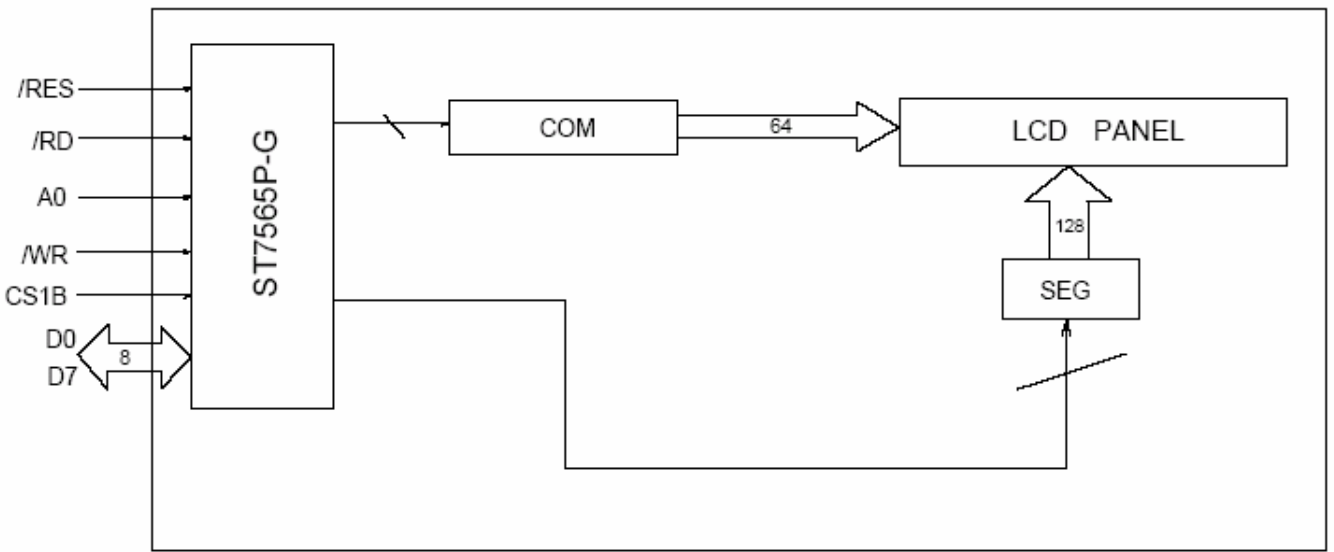 /RES
/RD
A0
/WR
CS1B
D0
D7
8
ST7565P-G
COM
64
LCD PANEL
128
SEG